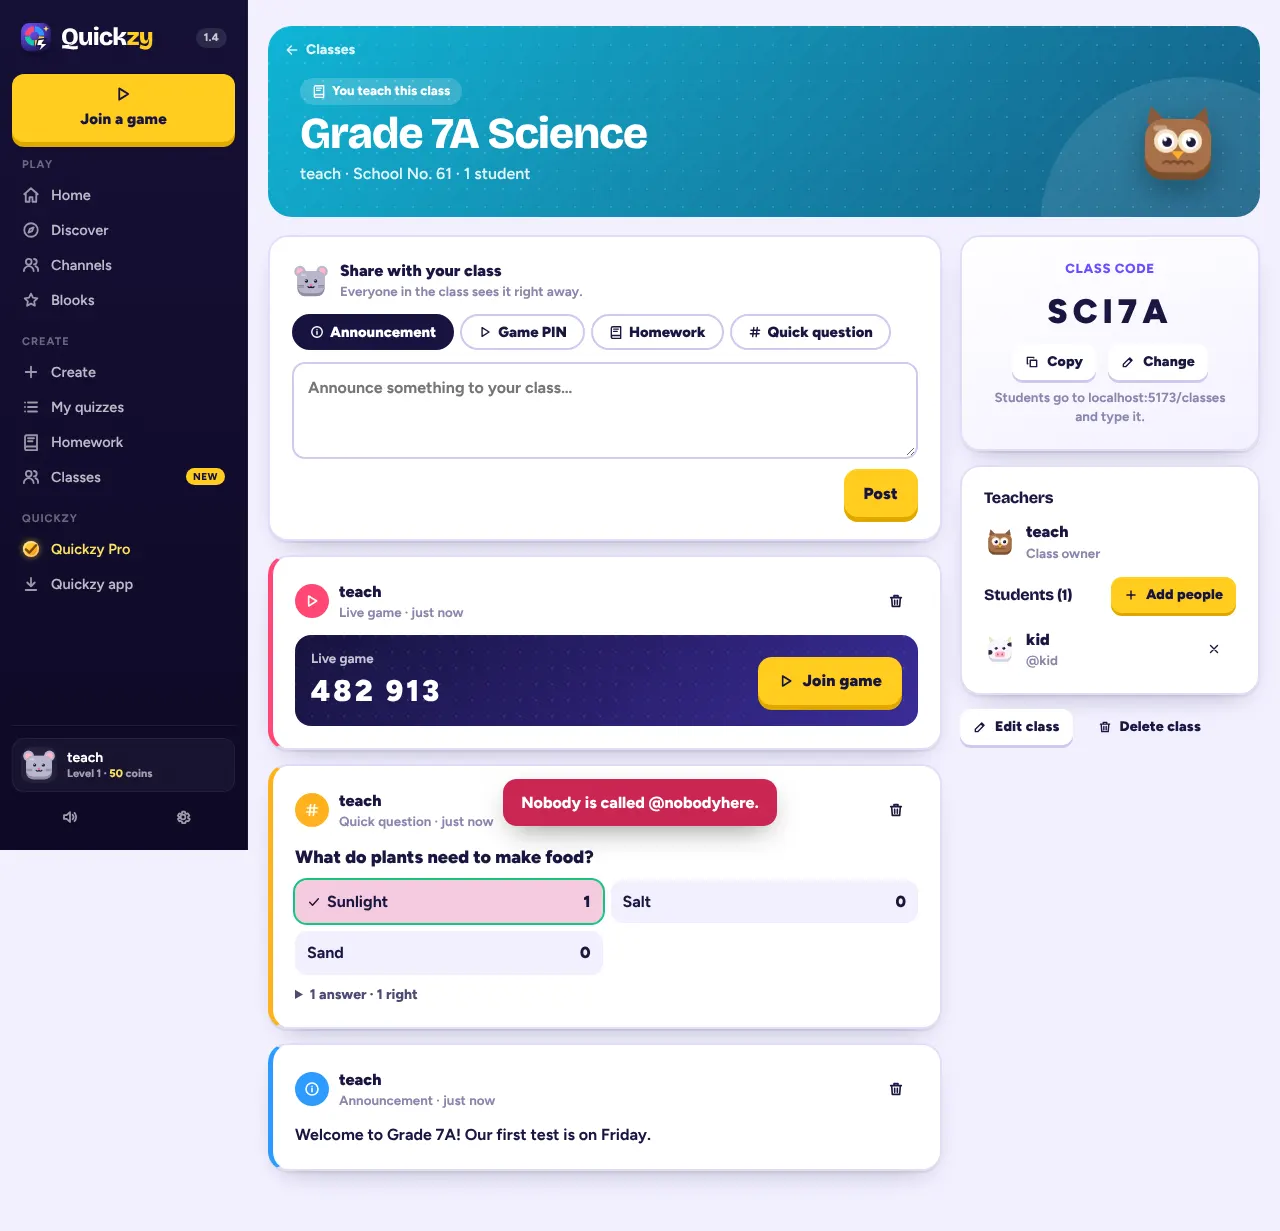 Quickzy
1.4
Join a game
PLAY
Home
Discover
Channels
Blooks
CREATE
Create
My quizzes
Homework
Classes
NEW
QUICKZY
Quickzy Pro
Quickzy app
teach
Level 1 · 50 coins
Classes
You teach this class
Grade 7A Science
teach · School No. 61 · 1 student
Share with your class
Everyone in the class sees it right away.
Announcement
Game PIN
Homework
# Quick question
Announce something to your class...
Post
teach
Live game · just now
Live game
482 913
Join game
teach
Quick question · just now
Nobody is called @nobodyhere.
What do plants need to make food?
Sunlight 1
Salt 0
Sand 0
1 answer · 1 right
teach
Announcement · just now
Welcome to Grade 7A! Our first test is on Friday.
CLASS CODE
SCI7A
Copy
Change
Students go to localhost:5173/classes
and type it.
Teachers
teach
Class owner
Students (1)
Add people
kid
@kid
Edit class
Delete class